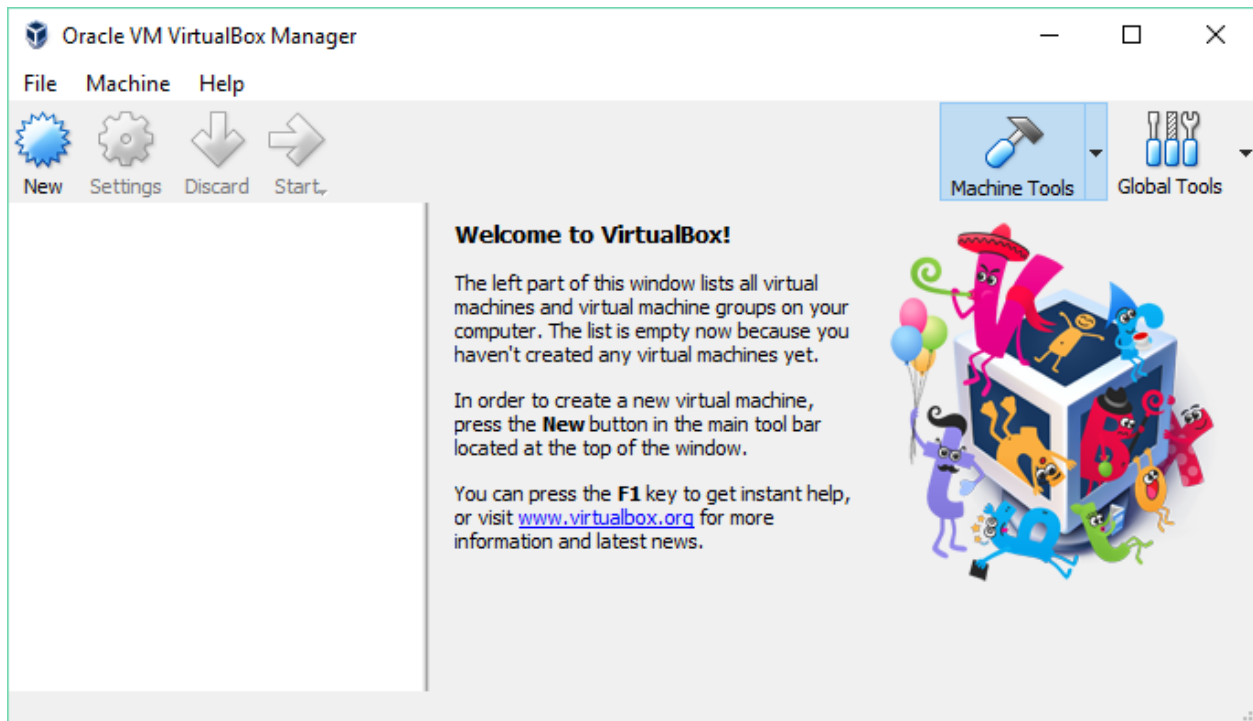 Oracle VM VirtualBox Manager
File Machine Help
New Settings Discard Start
Machine Tools Global Tools
Welcome to VirtualBox!
The left part of this window lists all virtual
machines and virtual machine groups on your
computer. The list is empty now because you
haven't created any virtual machines yet.
In order to create a new virtual machine,
press the New button in the main tool bar
located at the top of the window.
You can press the F1 key to get instant help,
or visit www.virtualbox.org for more
information and latest news.